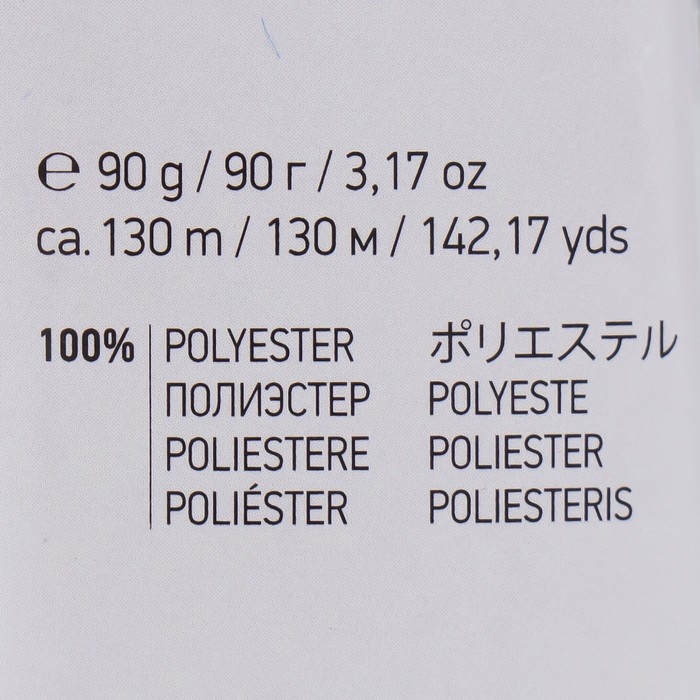 ℮ 90 g / 90 г / 3,17 oz
ca. 130 m / 130 м / 142,17 yds
100% POLYESTER ポリエステル
ПОЛИЭСТЕР POLYESTE
POLIESTERE POLIESTER
POLIÉSTER POLIESTERIS